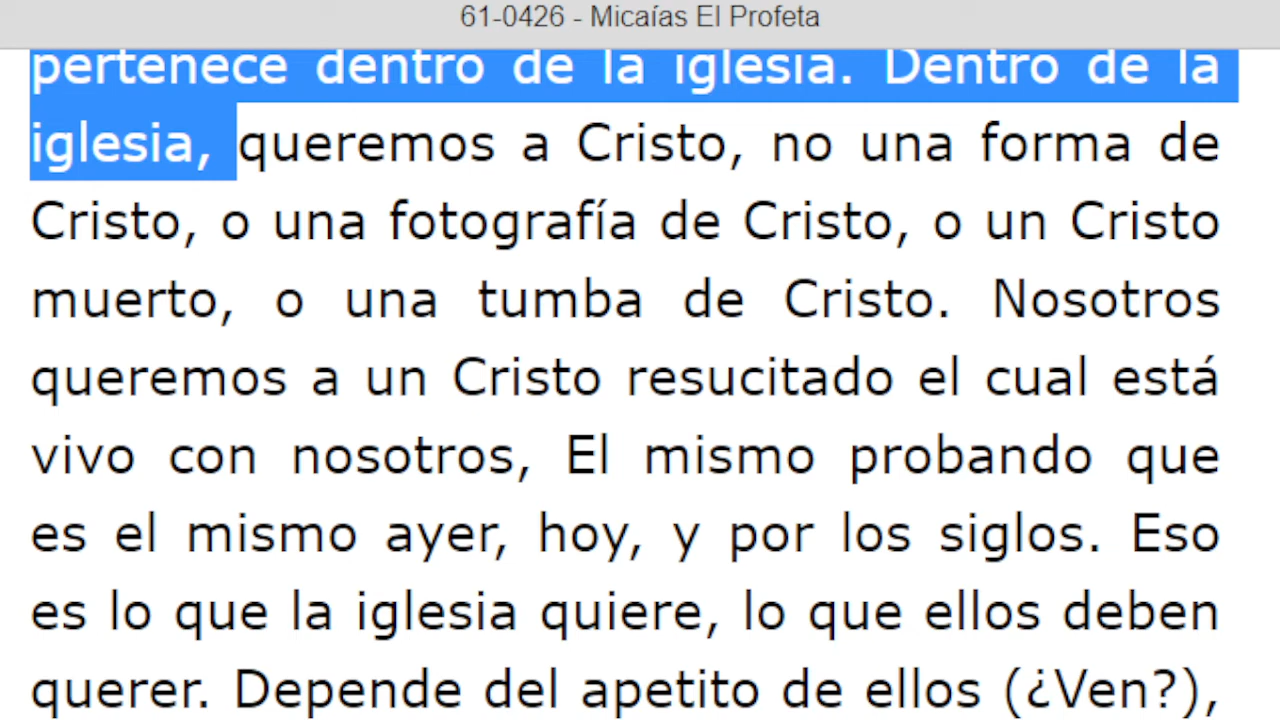 61-0426 - Micaías El Profeta
pertenece dentro de la iglesia. Dentro de la
iglesia, queremos a Cristo, no una forma de
Cristo, o una fotografía de Cristo, o un Cristo
muerto, o una tumba de Cristo. Nosotros
queremos a un Cristo resucitado el cual está
vivo con nosotros, El mismo probando que
es el mismo ayer, hoy, y por los siglos. Eso
es lo que la iglesia quiere, lo que ellos deben
querer. Depende del apetito de ellos (¿Ven?),